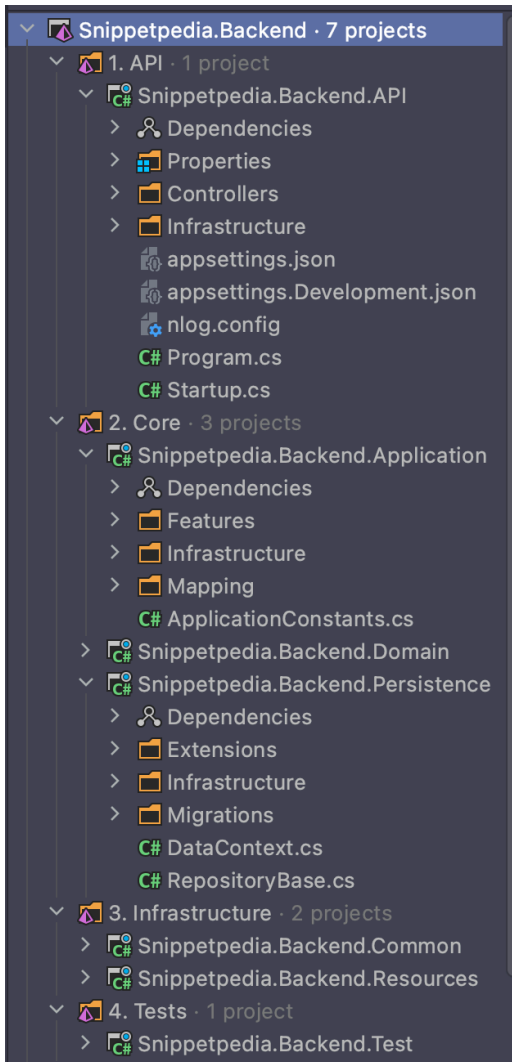 Snippetpedia.Backend · 7 projects
1. API · 1 project
C# Snippetpedia.Backend.API
Dependencies
Properties
Controllers
Infrastructure
appsettings.json
appsettings.Development.json
nlog.config
C# Program.cs
C# Startup.cs
2. Core · 3 projects
C# Snippetpedia.Backend.Application
Dependencies
Features
Infrastructure
Mapping
C# ApplicationConstants.cs
C# Snippetpedia.Backend.Domain
C# Snippetpedia.Backend.Persistence
Dependencies
Extensions
Infrastructure
Migrations
C# DataContext.cs
C# RepositoryBase.cs
3. Infrastructure · 2 projects
C# Snippetpedia.Backend.Common
C# Snippetpedia.Backend.Resources
4. Tests · 1 project
C# Snippetpedia.Backend.Test